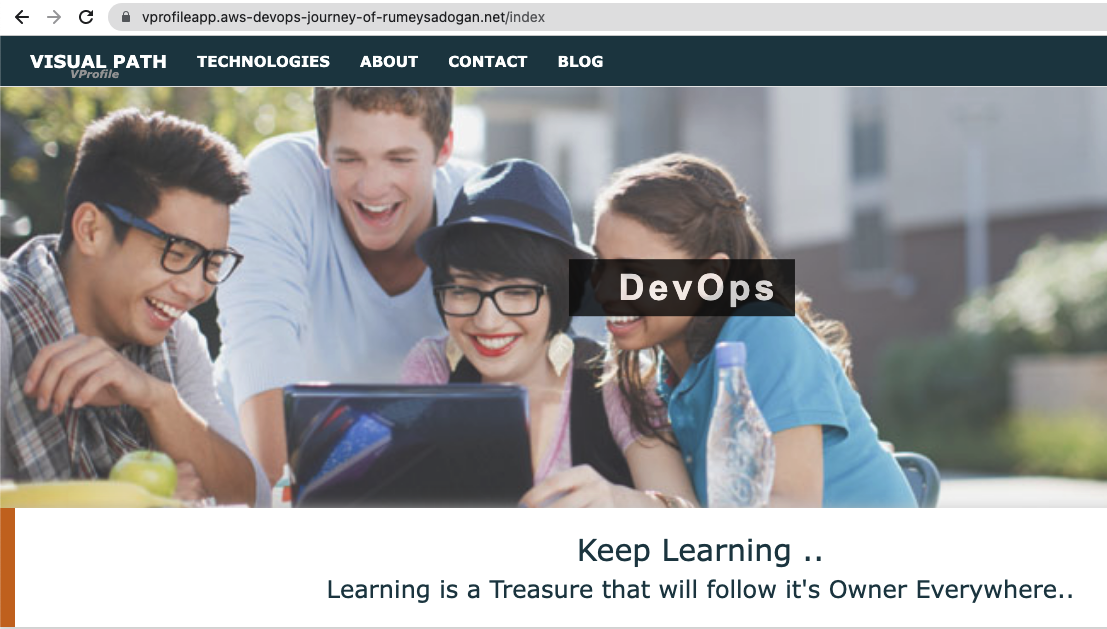 vprofileapp.aws-devops-journey-of-rumeysadogan.net/index
VISUAL PATH TECHNOLOGIES ABOUT CONTACT BLOG
VProfile
DevOps
Keep Learning ..
Learning is a Treasure that will follow it's Owner Everywhere..